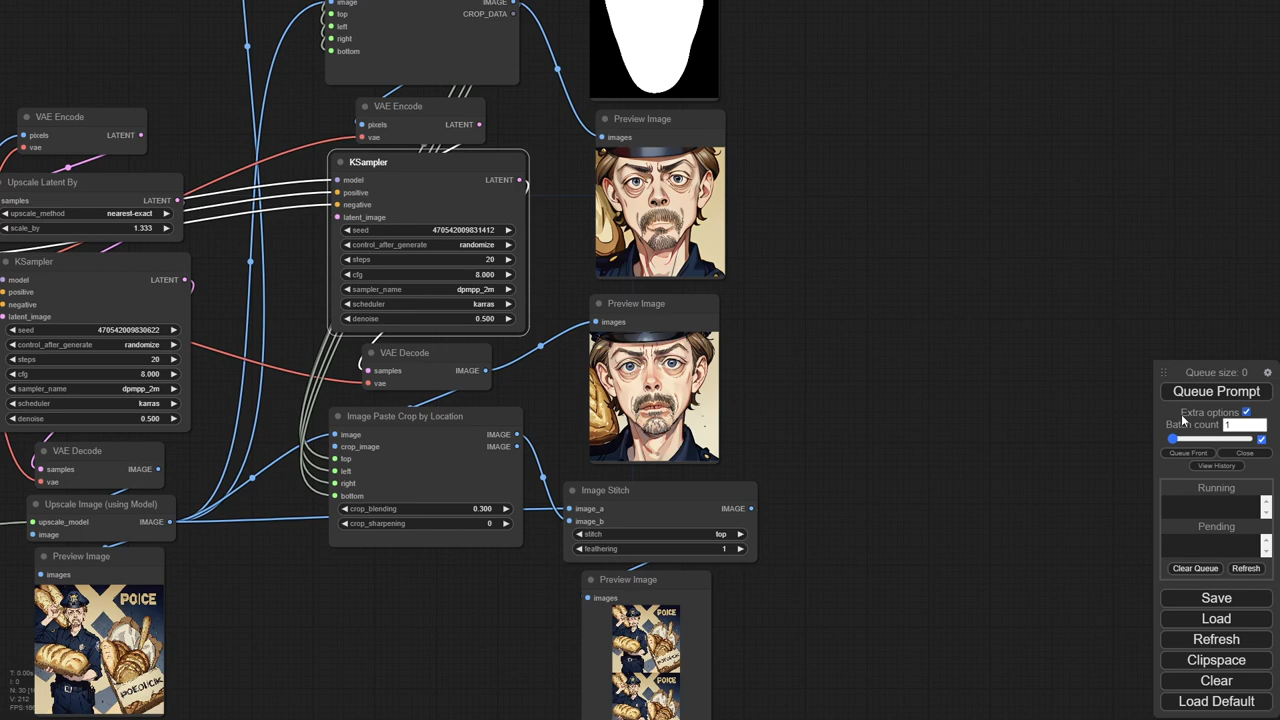 image IMAGE
top CROP_DATA
left
right
bottom
VAE Encode
pixels LATENT
vae
Upscale Latent By
samples LATENT
upscale_method nearest-exact
scale_by 1.333
KSampler
model LATENT
positive
negative
latent_image
seed 470542009830622
control_after_generate randomize
steps 20
cfg 8.000
sampler_name dpmpp_2m
scheduler karras
denoise 0.500
VAE Decode
samples IMAGE
vae
Upscale Image (using Model)
upscale_model IMAGE
image
Preview Image
images
POICE
T: 0.00s
I: 0
V: 212
VAE Encode
pixels LATENT
vae
KSampler
model LATENT
positive
negative
latent_image
seed 470542009831412
control_after_generate randomize
steps 20
cfg 8.000
sampler_name dpmpp_2m
scheduler karras
denoise 0.500
VAE Decode
samples IMAGE
vae
Image Paste Crop by Location
image IMAGE
crop_image IMAGE
top
left
right
bottom
crop_blending 0.300
crop_sharpening 0
Preview Image
images
Preview Image
images
Image Stitch
image_a IMAGE
image_b
stitch top
feathering 1
Preview Image
images
POICE
POICE
Queue size: 0
Queue Prompt
Extra options
Batch count 1
Queue Front Close
View History
Running
Pending
Clear Queue Refresh
Save
Load
Refresh
Clipspace
Clear
Load Default